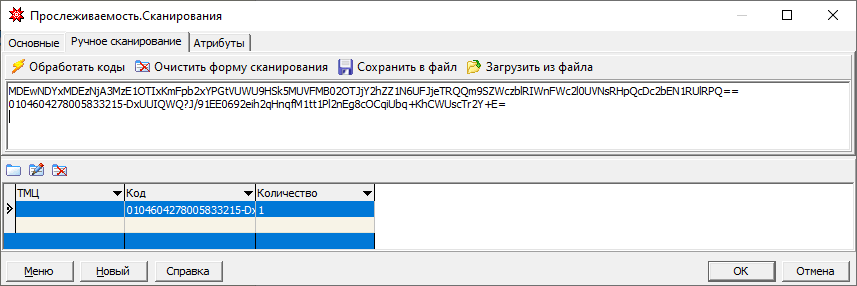 Прослеживаемость.Сканирования
Основные Ручное сканирование Атрибуты
Обработать коды Очистить форму сканирования Сохранить в файл Загрузить из файла
MDEwNDYxMDEzNjA3MzE1OTIxKmFpb2xYPGtVUWU9HSk5MUVFMB02OTJjY2hZZ1N6UFJjeTRQQm9SZWczblRIWnFWc2l0UVNsRHpQcDc2bEN1RUlRPQ==
0104604278005833215-DxUUIQWQ?J/91EE0692eih2qHnqfM1tt1Pl2nEg8cOCqiUbq+KhCWUscTr2Y+E=
ТМЦ Код Количество
0104604278005833215-Dx 1
Меню Новый Справка OK Отмена